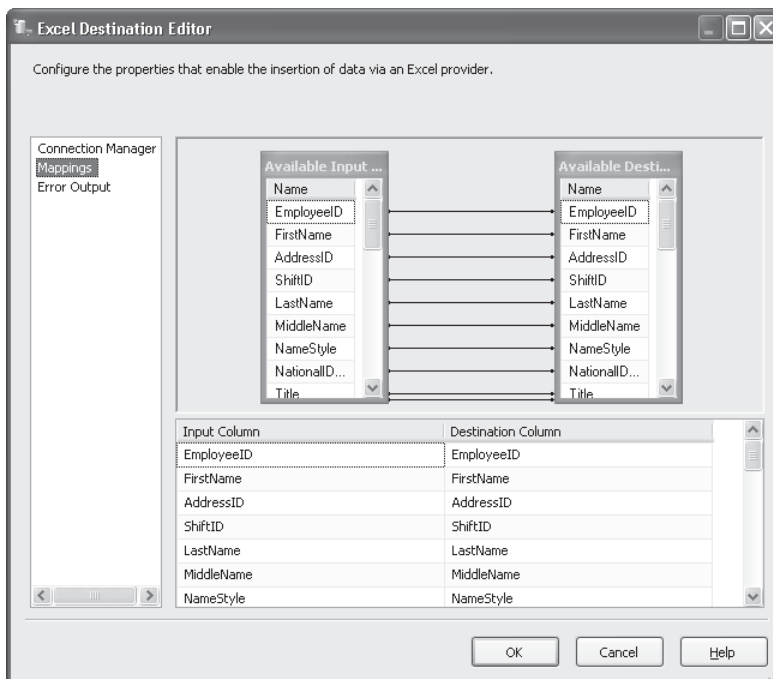 Excel Destination Editor
Configure the properties that enable the insertion of data via an Excel provider.
Connection Manager
Mappings
Error Output
Available Input ...
Name
EmployeeID
FirstName
AddressID
ShiftID
LastName
MiddleName
NameStyle
NationalID...
Title
Available Desti...
Name
EmployeeID
FirstName
AddressID
ShiftID
LastName
MiddleName
NameStyle
NationalID...
Title
Input Column Destination Column
EmployeeID EmployeeID
FirstName FirstName
AddressID AddressID
ShiftID ShiftID
LastName LastName
MiddleName MiddleName
NameStyle NameStyle
OK Cancel Help